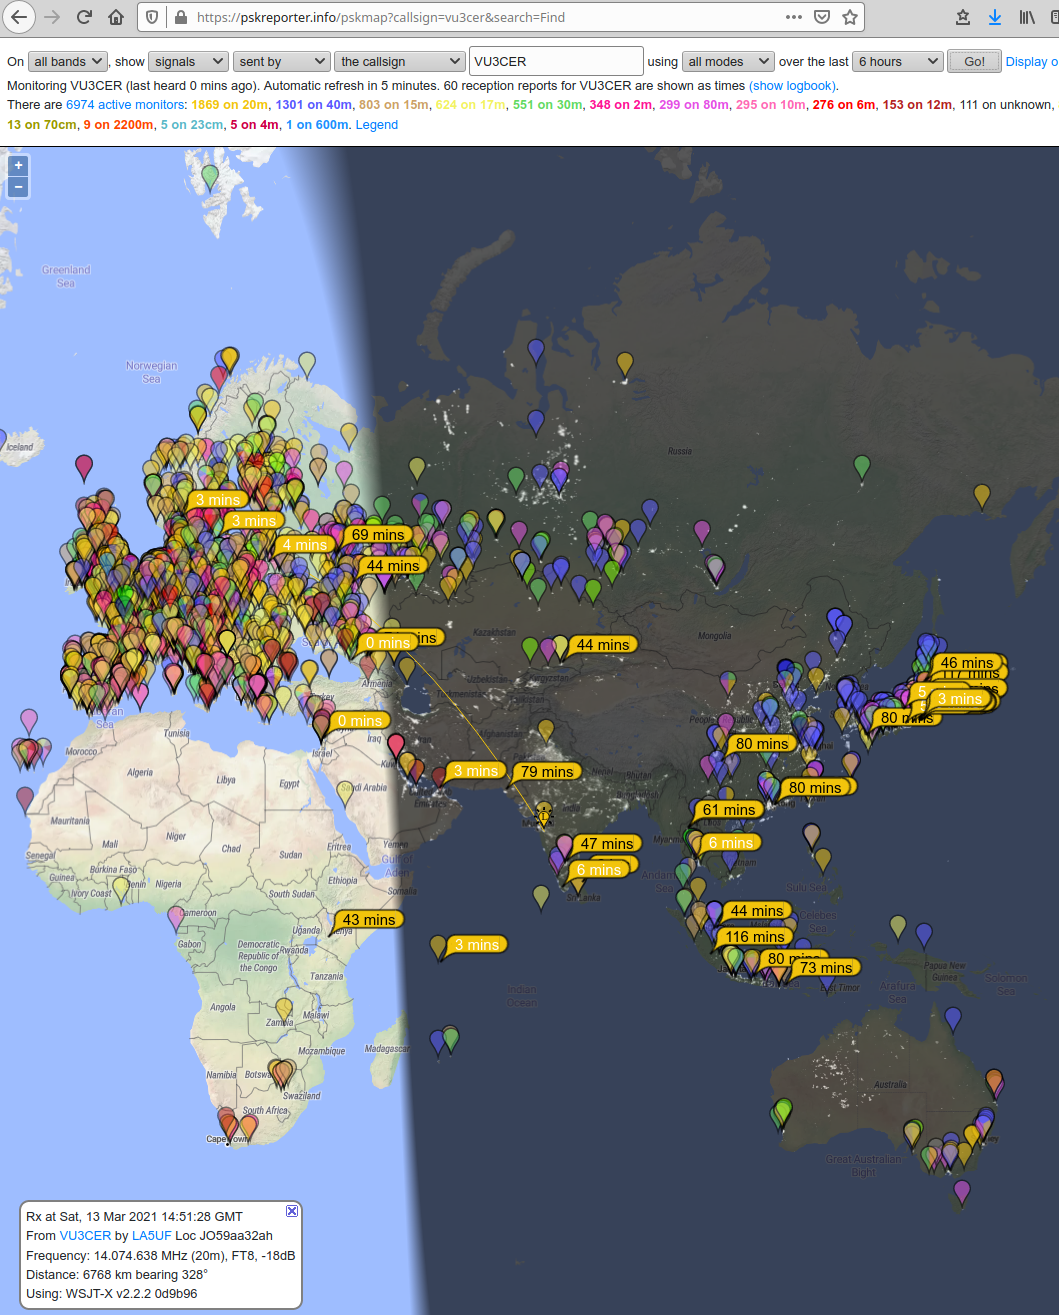 https://pskreporter.info/pskmap?callsign=vu3cer&search=Find
On all bands, show signals sent by the callsign VU3CER using all modes over the last 6 hours Go! Display o
Monitoring VU3CER (last heard 0 mins ago). Automatic refresh in 5 minutes. 60 reception reports for VU3CER are shown as times (show logbook).
There are 6974 active monitors: 1869 on 20m, 1301 on 40m, 803 on 15m, 624 on 17m, 551 on 30m, 348 on 2m, 299 on 80m, 295 on 10m, 276 on 6m, 153 on 12m, 111 on unknown,
13 on 70cm, 9 on 2200m, 5 on 23cm, 5 on 4m, 1 on 600m. Legend
+
−
Greenland
Sea
Norwegian
Sea
Iceland
Russia
3 mins
3 mins
4 mins
69 mins
44 mins
0 mins
Kazakhstan
Mongolia
44 mins
46 mins
117 mins
3 mins
80 mins
Armenia
Uzbekistan
Kyrgyzstan
Turkmenistan
0 mins
Tunisia
Morocco
Israel
Iraq
Afghanistan
80 mins
Algeria
Libya
Egypt
Saudi Arabia
3 mins
79 mins
Nepal
Bhutan
Bangladesh
80 mins
India
61 mins
Mauritania
Mali
Niger
Chad
Sudan
Eritrea
Yemen
Gulf of
Aden
47 mins
Myanmar
6 mins
Senegal
Guinea
Burkina Faso
Benin
Nigeria
Ivory Coast
Ethiopia
South Sudan
Somalia
6 mins
Sri Lanka
Andaman
Sea
Sulu Sea
Cameroon
43 mins
44 mins
Celebes
Sea
Gabon
Democratic
Republic of
the Congo
Uganda
Rwanda
3 mins
116 mins
80 mins
73 mins
Tanzania
Indian
Ocean
East Timor
Arafura
Sea
Papua New
Guinea
Solomon
Sea
Angola
Zambia
Malawi
Mozambique
Madagascar
Namibia
Botswana
Swaziland
South Africa
Cape Town
Australia
Great Australian
Bight
Rx at Sat, 13 Mar 2021 14:51:28 GMT
From VU3CER by LA5UF Loc JO59aa32ah
Frequency: 14.074.638 MHz (20m), FT8, -18dB
Distance: 6768 km bearing 328°
Using: WSJT-X v2.2.2 0d9b96